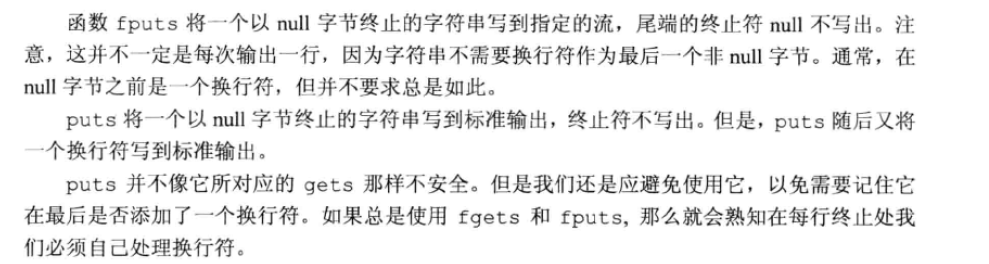 函数 fputs 将一个以 null 字节终止的字符串写到指定的流，尾端的终止符 null 不写出。注
意，这并不一定是每次输出一行，因为字符串不需要换行符作为最后一个非 null 字节。通常，在
null 字节之前是一个换行符，但并不要求总是如此。
puts 将一个以 null 字节终止的字符串写到标准输出，终止符不写出。但是，puts 随后又将
一个换行符写到标准输出。
puts 并不像它所对应的 gets 那样不安全。但是我们还是应避免使用它，以免需要记住它
在最后是否添加了一个换行符。如果总是使用 fgets 和 fputs, 那么就会熟知在每行终止处我
们必须自己处理换行符。